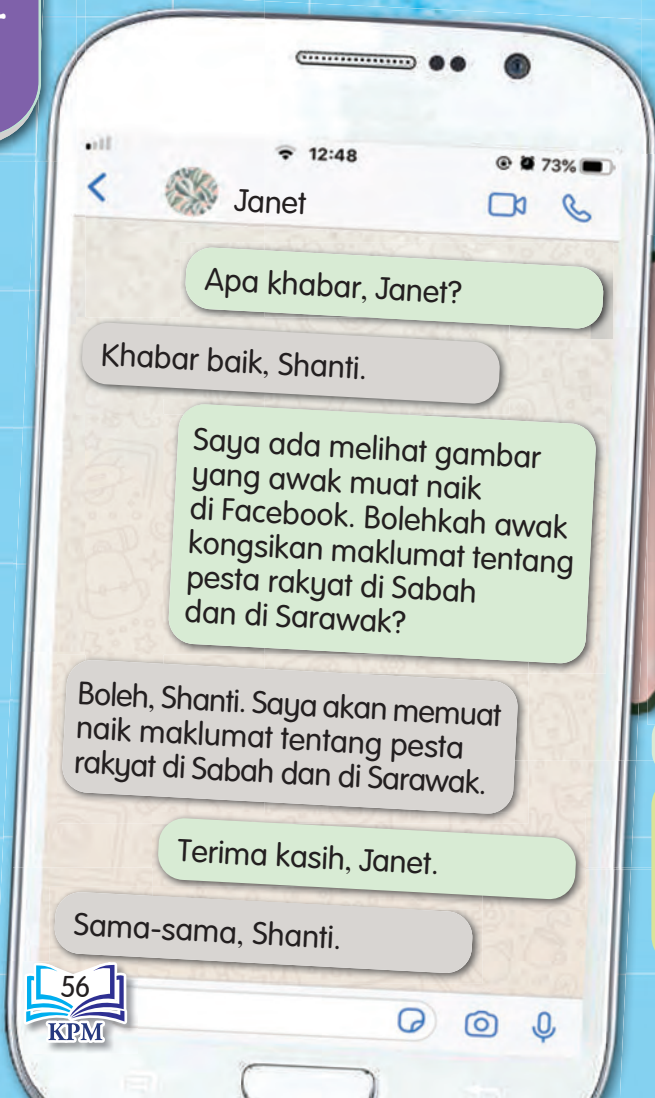 12:48
73%
Janet
Apa khabar, Janet?
Khabar baik, Shanti.
Saya ada melihat gambar
yang awak muat naik
di Facebook. Bolehkah awak
kongsikan maklumat tentang
pesta rakyat di Sabah
dan di Sarawak?
Boleh, Shanti. Saya akan memuat
naik maklumat tentang pesta
rakyat di Sabah dan di Sarawak.
Terima kasih, Janet.
Sama-sama, Shanti.
56
KPM